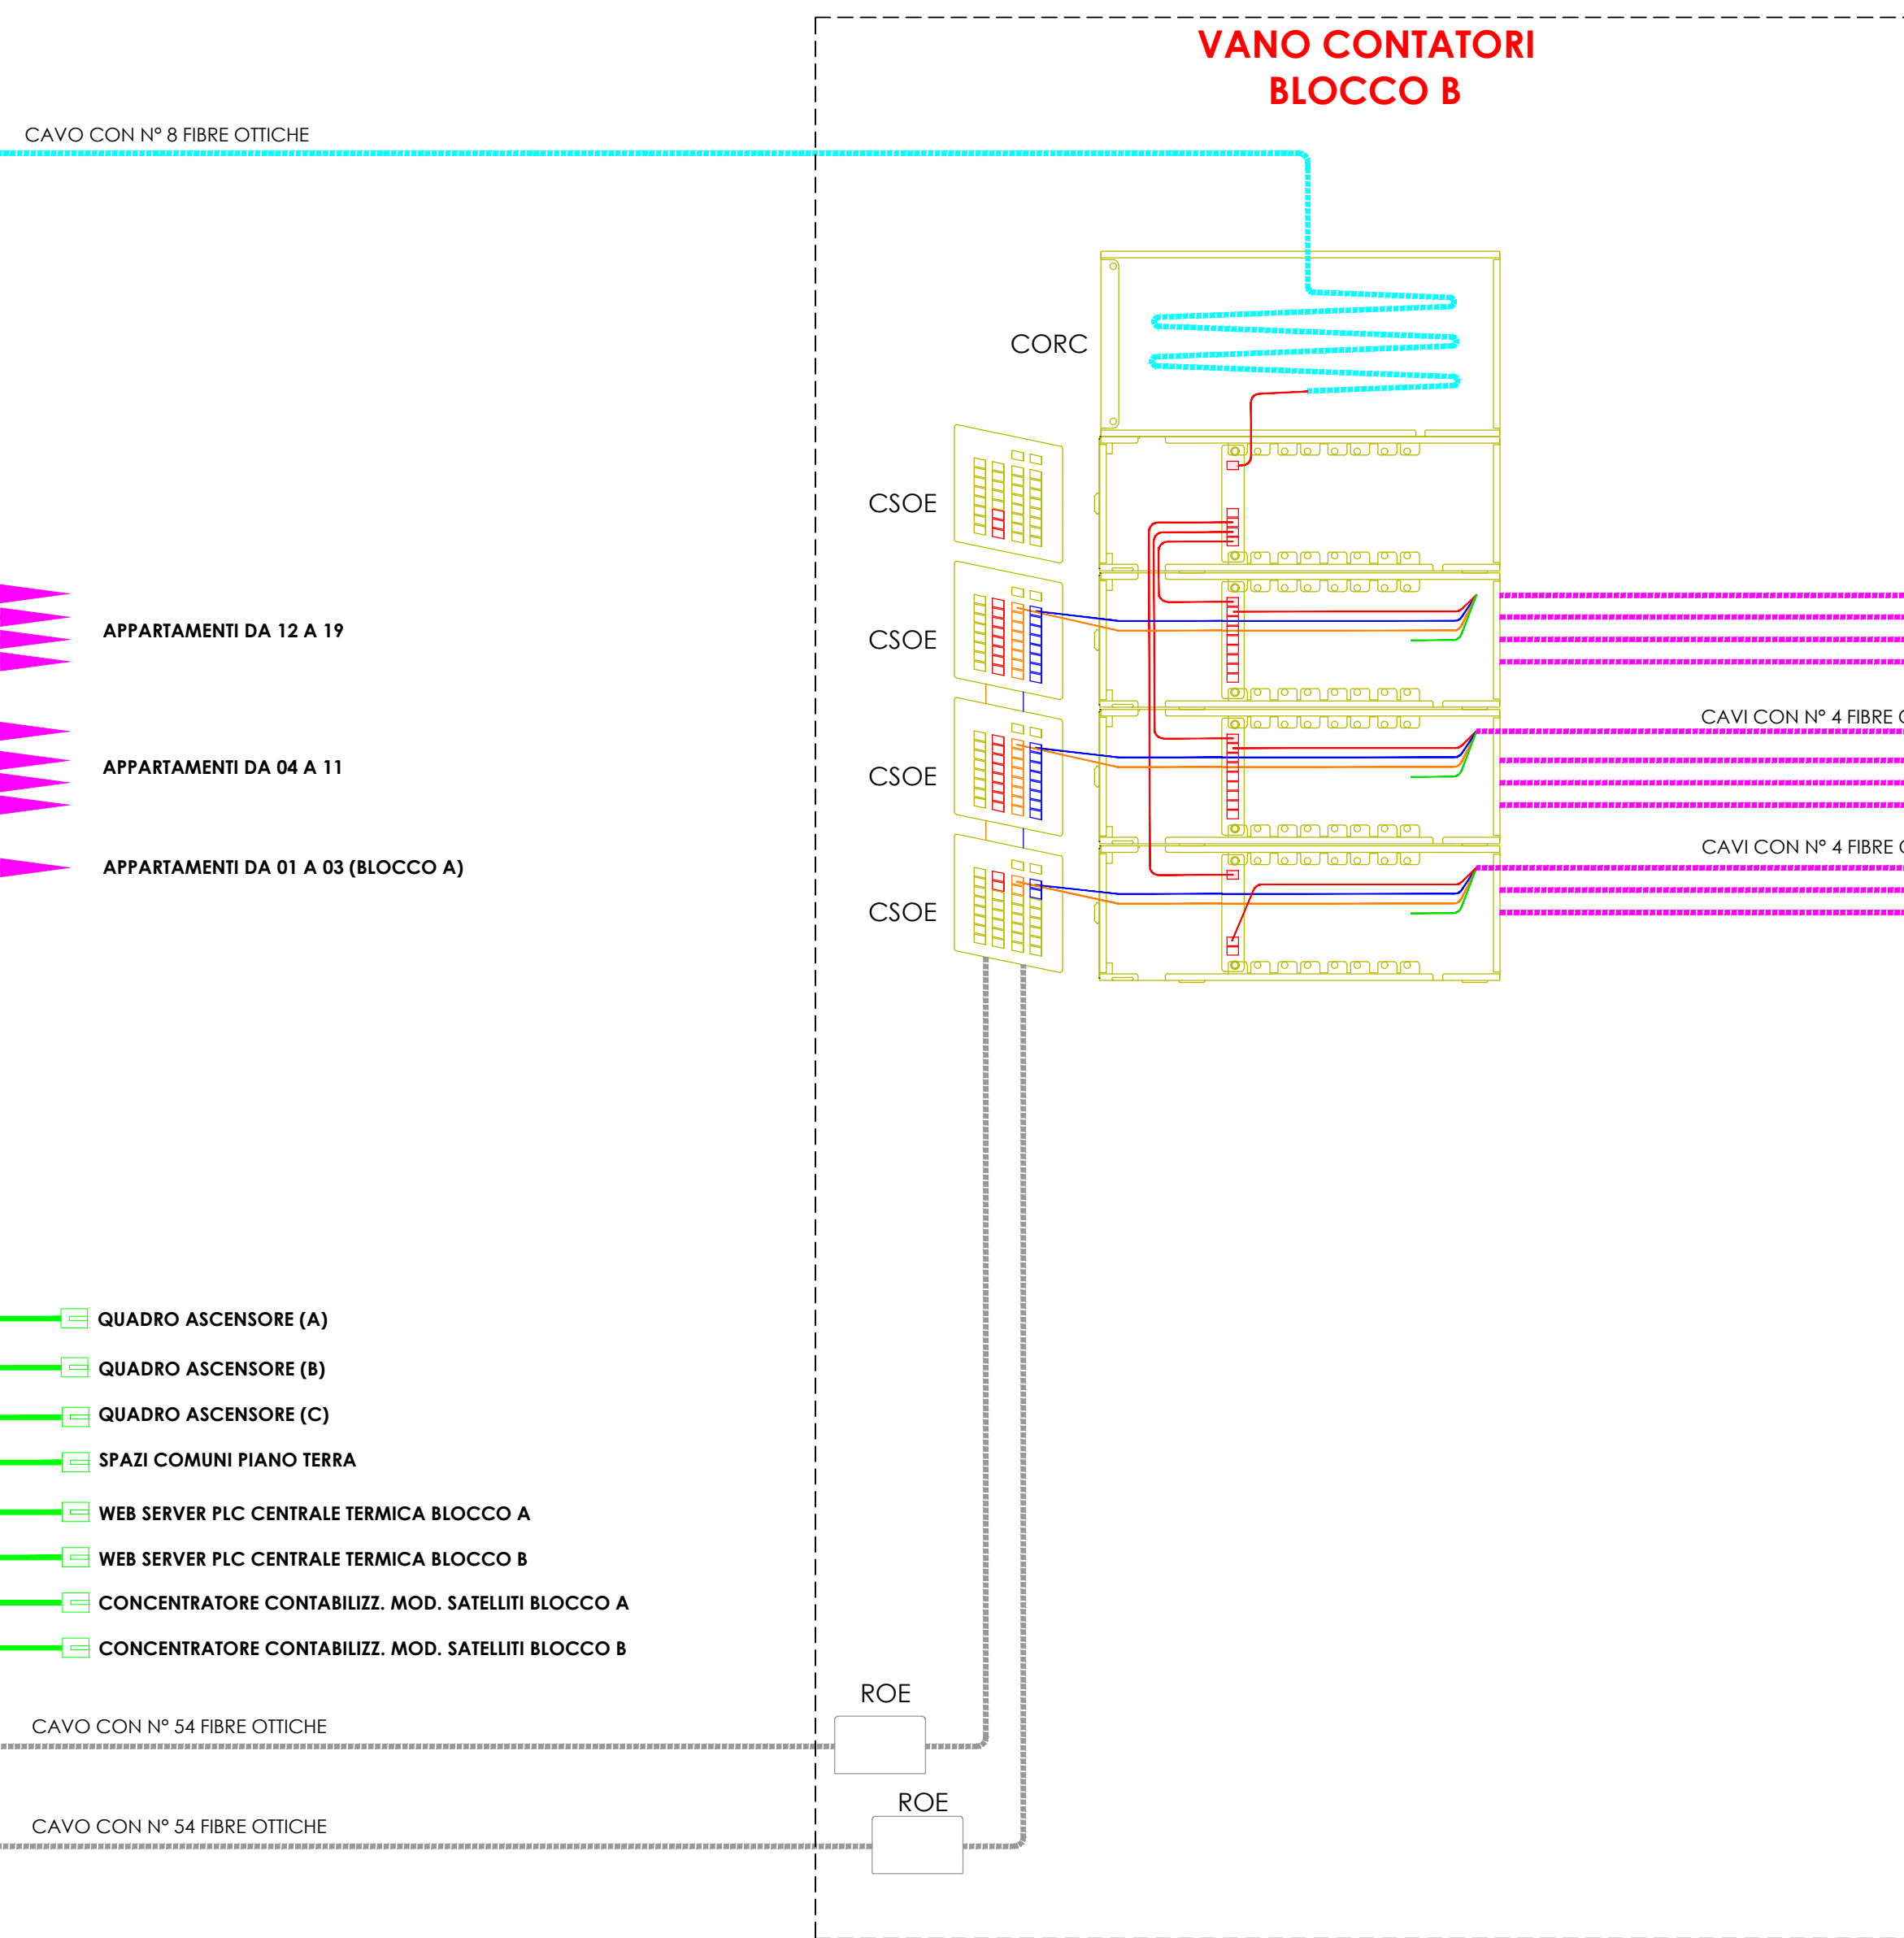 VANO CONTATORI
BLOCCO B
CAVO CON N° 8 FIBRE OTTICHE
CORC
CSOE
APPARTAMENTI DA 12 A 19
CSOE
CAVI CON N° 4 FIBRE
APPARTAMENTI DA 04 A 11
CSOE
CAVI CON N° 4 FIBRE
APPARTAMENTI DA 01 A 03 (BLOCCO A)
CSOE
QUADRO ASCENSORE (A)
QUADRO ASCENSORE (B)
QUADRO ASCENSORE (C)
SPAZI COMUNI PIANO TERRA
WEB SERVER PLC CENTRALE TERMICA BLOCCO A
WEB SERVER PLC CENTRALE TERMICA BLOCCO B
CONCENTRATORE CONTABILIZZ. MOD. SATELLITI BLOCCO A
CONCENTRATORE CONTABILIZZ. MOD. SATELLITI BLOCCO B
ROE
CAVO CON N° 54 FIBRE OTTICHE
ROE
CAVO CON N° 54 FIBRE OTTICHE